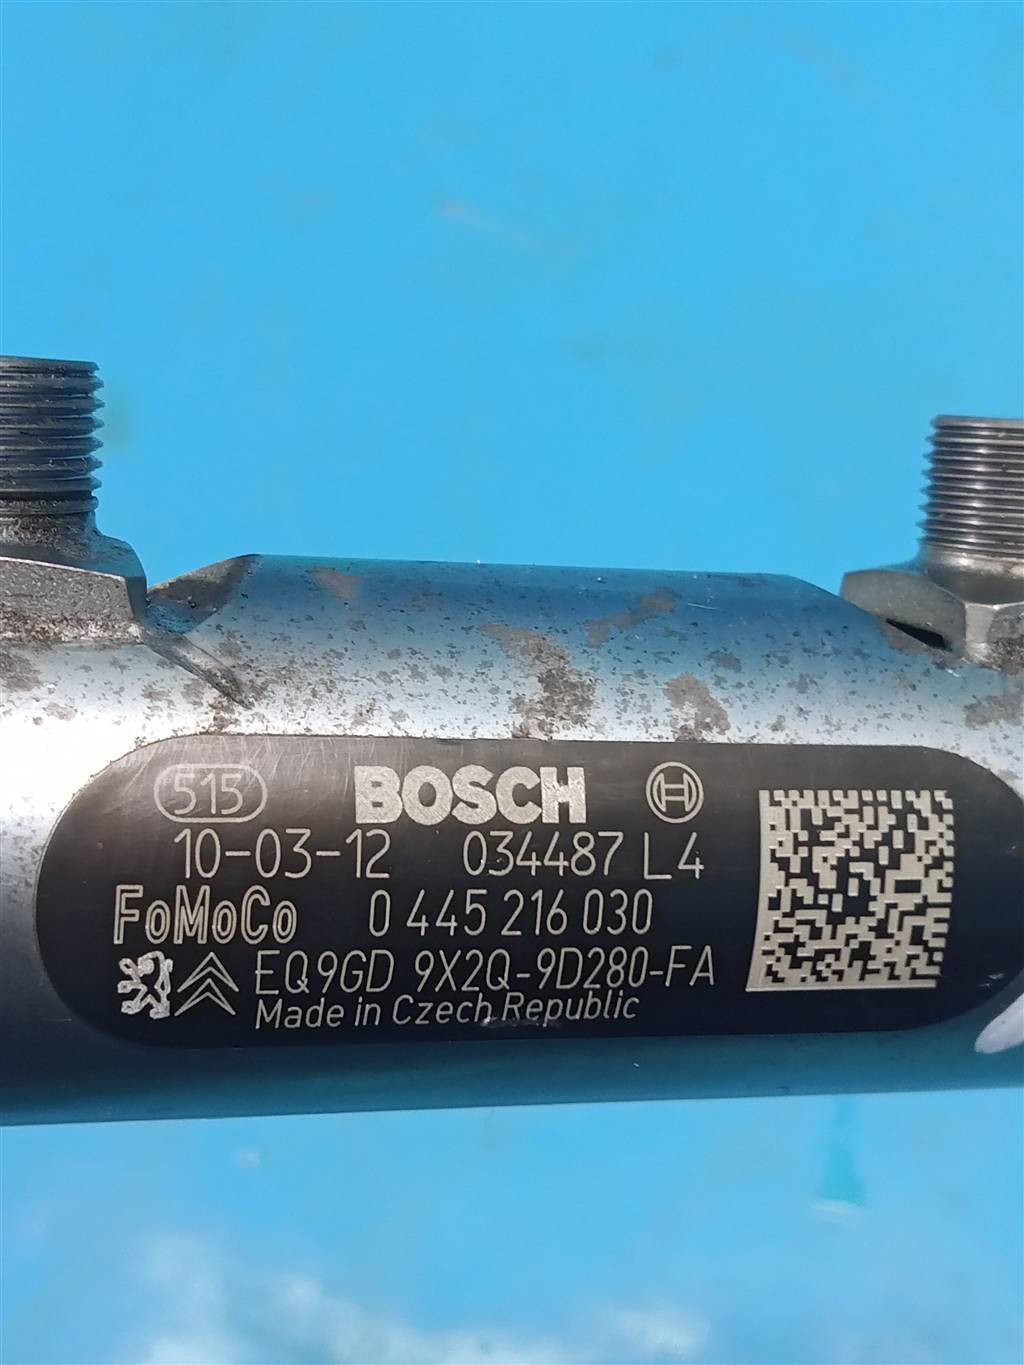 515 BOSCH
10-03-12 034487 L4
FoMoCo 0 445 216 030
EQ9GD 9X2Q-9D280-FA
Made in Czech Republic